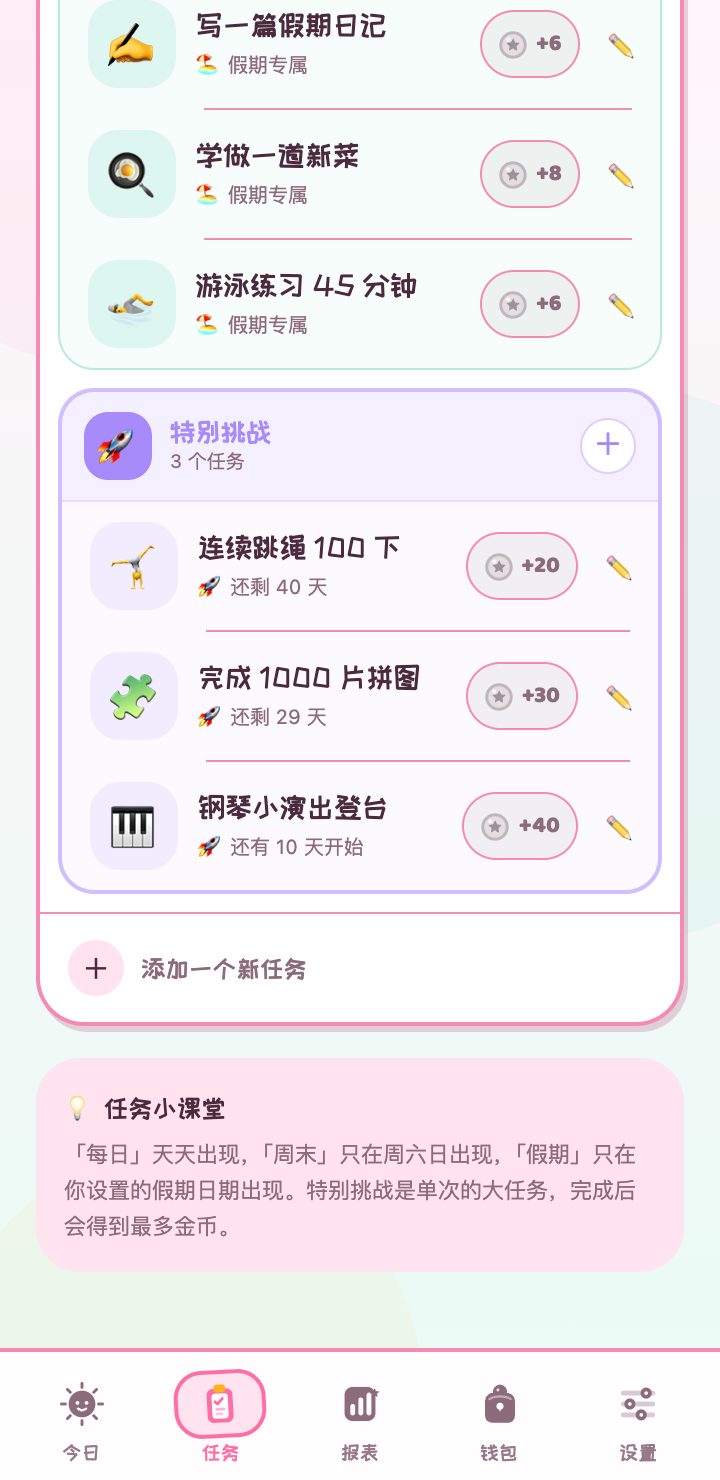 写一篇假期日记
假期专属
+6
学做一道新菜
假期专属
+8
游泳练习 45 分钟
假期专属
+6
特别挑战
3 个任务
连续跳绳 100 下
还剩 40 天
+20
完成 1000 片拼图
还剩 29 天
+30
钢琴小演出登台
还有 10 天开始
+40
添加一个新任务
任务小课堂
「每日」天天出现,「周末」只在周六日出现,「假期」只在
你设置的假期日期出现。特别挑战是单次的大任务，完成后
会得到最多金币。
今日
任务
报表
钱包
设置